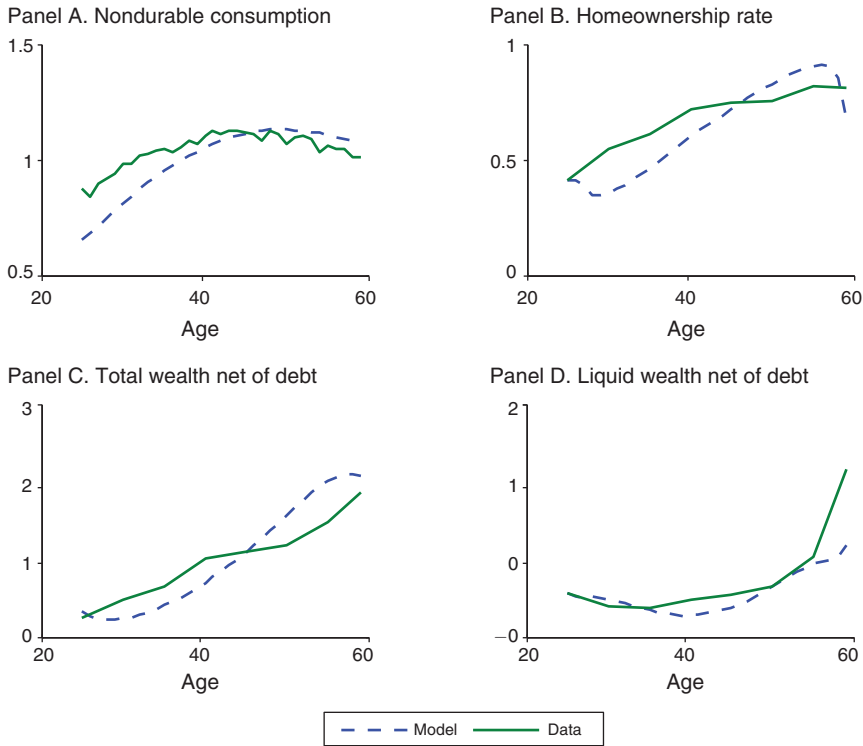 Panel A. Nondurable consumption
1.5
1
0.5
20
40
60
Age
Panel B. Homeownership rate
1
0.5
0
20
40
60
Age
Panel C. Total wealth net of debt
3
2
1
0
20
40
60
Age
Panel D. Liquid wealth net of debt
2
1
0
−0
20
40
60
Age
Model
Data